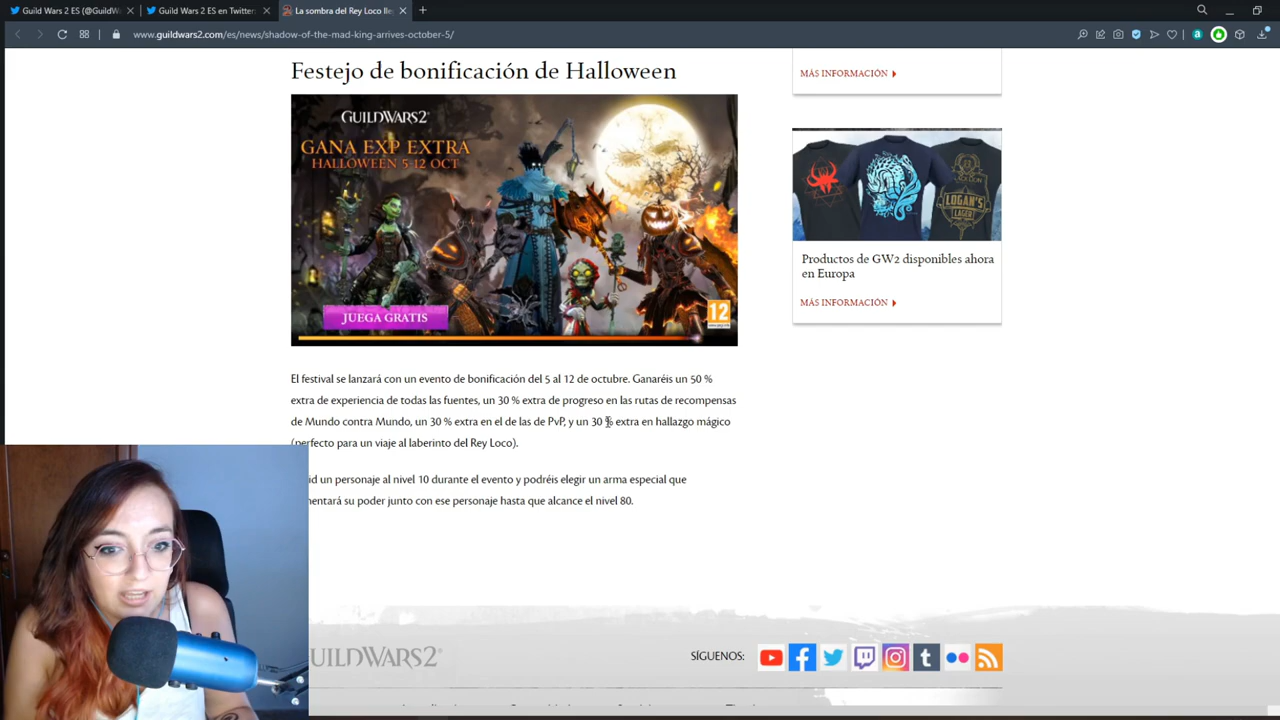 Guild Wars 2 ES (@GuildW
Guild Wars 2 ES en Twitter:
La sombra del Rey Loco lle
www.guildwars2.com/es/news/shadow-of-the-mad-king-arrives-october-5/
Festejo de bonificación de Halloween
GUILDWARS2
GANA EXP EXTRA
HALLOWEEN 5-12 OCT
JUEGA GRATIS
12
El festival se lanzará con un evento de bonificación del 5 al 12 de octubre. Ganaréis un 50 %
extra de experiencia de todas las fuentes, un 30 % extra de progreso en las rutas de recompensas
de Mundo contra Mundo, un 30 % extra en el de las de PvP, y un 30 % extra en hallazgo mágico
(perfecto para un viaje al laberinto del Rey Loco).
id un personaje al nivel 10 durante el evento y podréis elegir un arma especial que
mentará su poder junto con ese personaje hasta que alcance el nivel 80.
MÁS INFORMACIÓN
LOGAN'S
LAGER
Productos de GW2 disponibles ahora
en Europa
MÁS INFORMACIÓN
GUILDWARS2
SÍGUENOS: